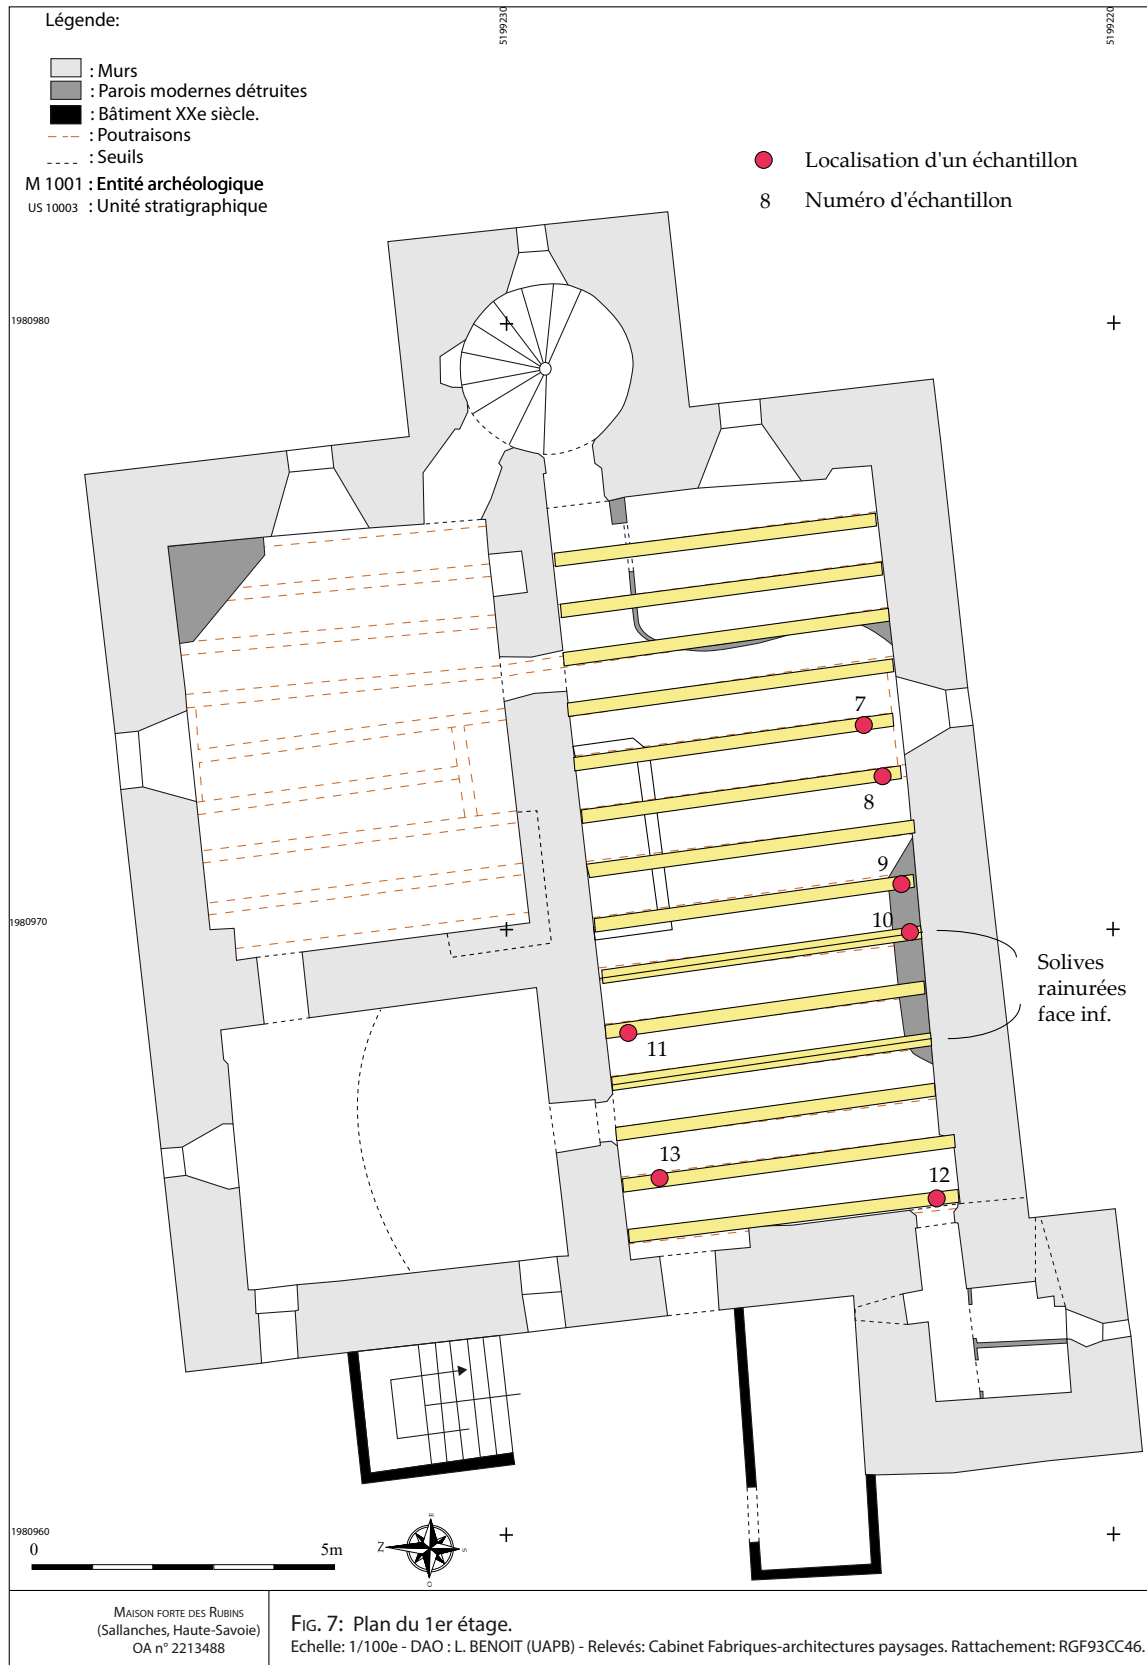 Légende:
: Murs
: Parois modernes détruites
: Bâtiment XXe siècle.
: Poutraisons
: Seuils
M 1001 : Entité archéologique
US 10003 : Unité stratigraphique
5199230
5199220
Localisation d'un échantillon
8 Numéro d'échantillon
1980980
7
8
9
10
1980970
Solives
rainurées
face inf.
11
13
12
1980960
0 5m
E
N
S
O
MAISON FORTE DES RUBINS
(Sallanches, Haute-Savoie)
OA n° 2213488
FIG. 7: Plan du 1er étage.
Echelle: 1/100e - DAO : L. BENOIT (UAPB) - Relevés: Cabinet Fabriques-architectures paysages. Rattachement: RGF93CC46.